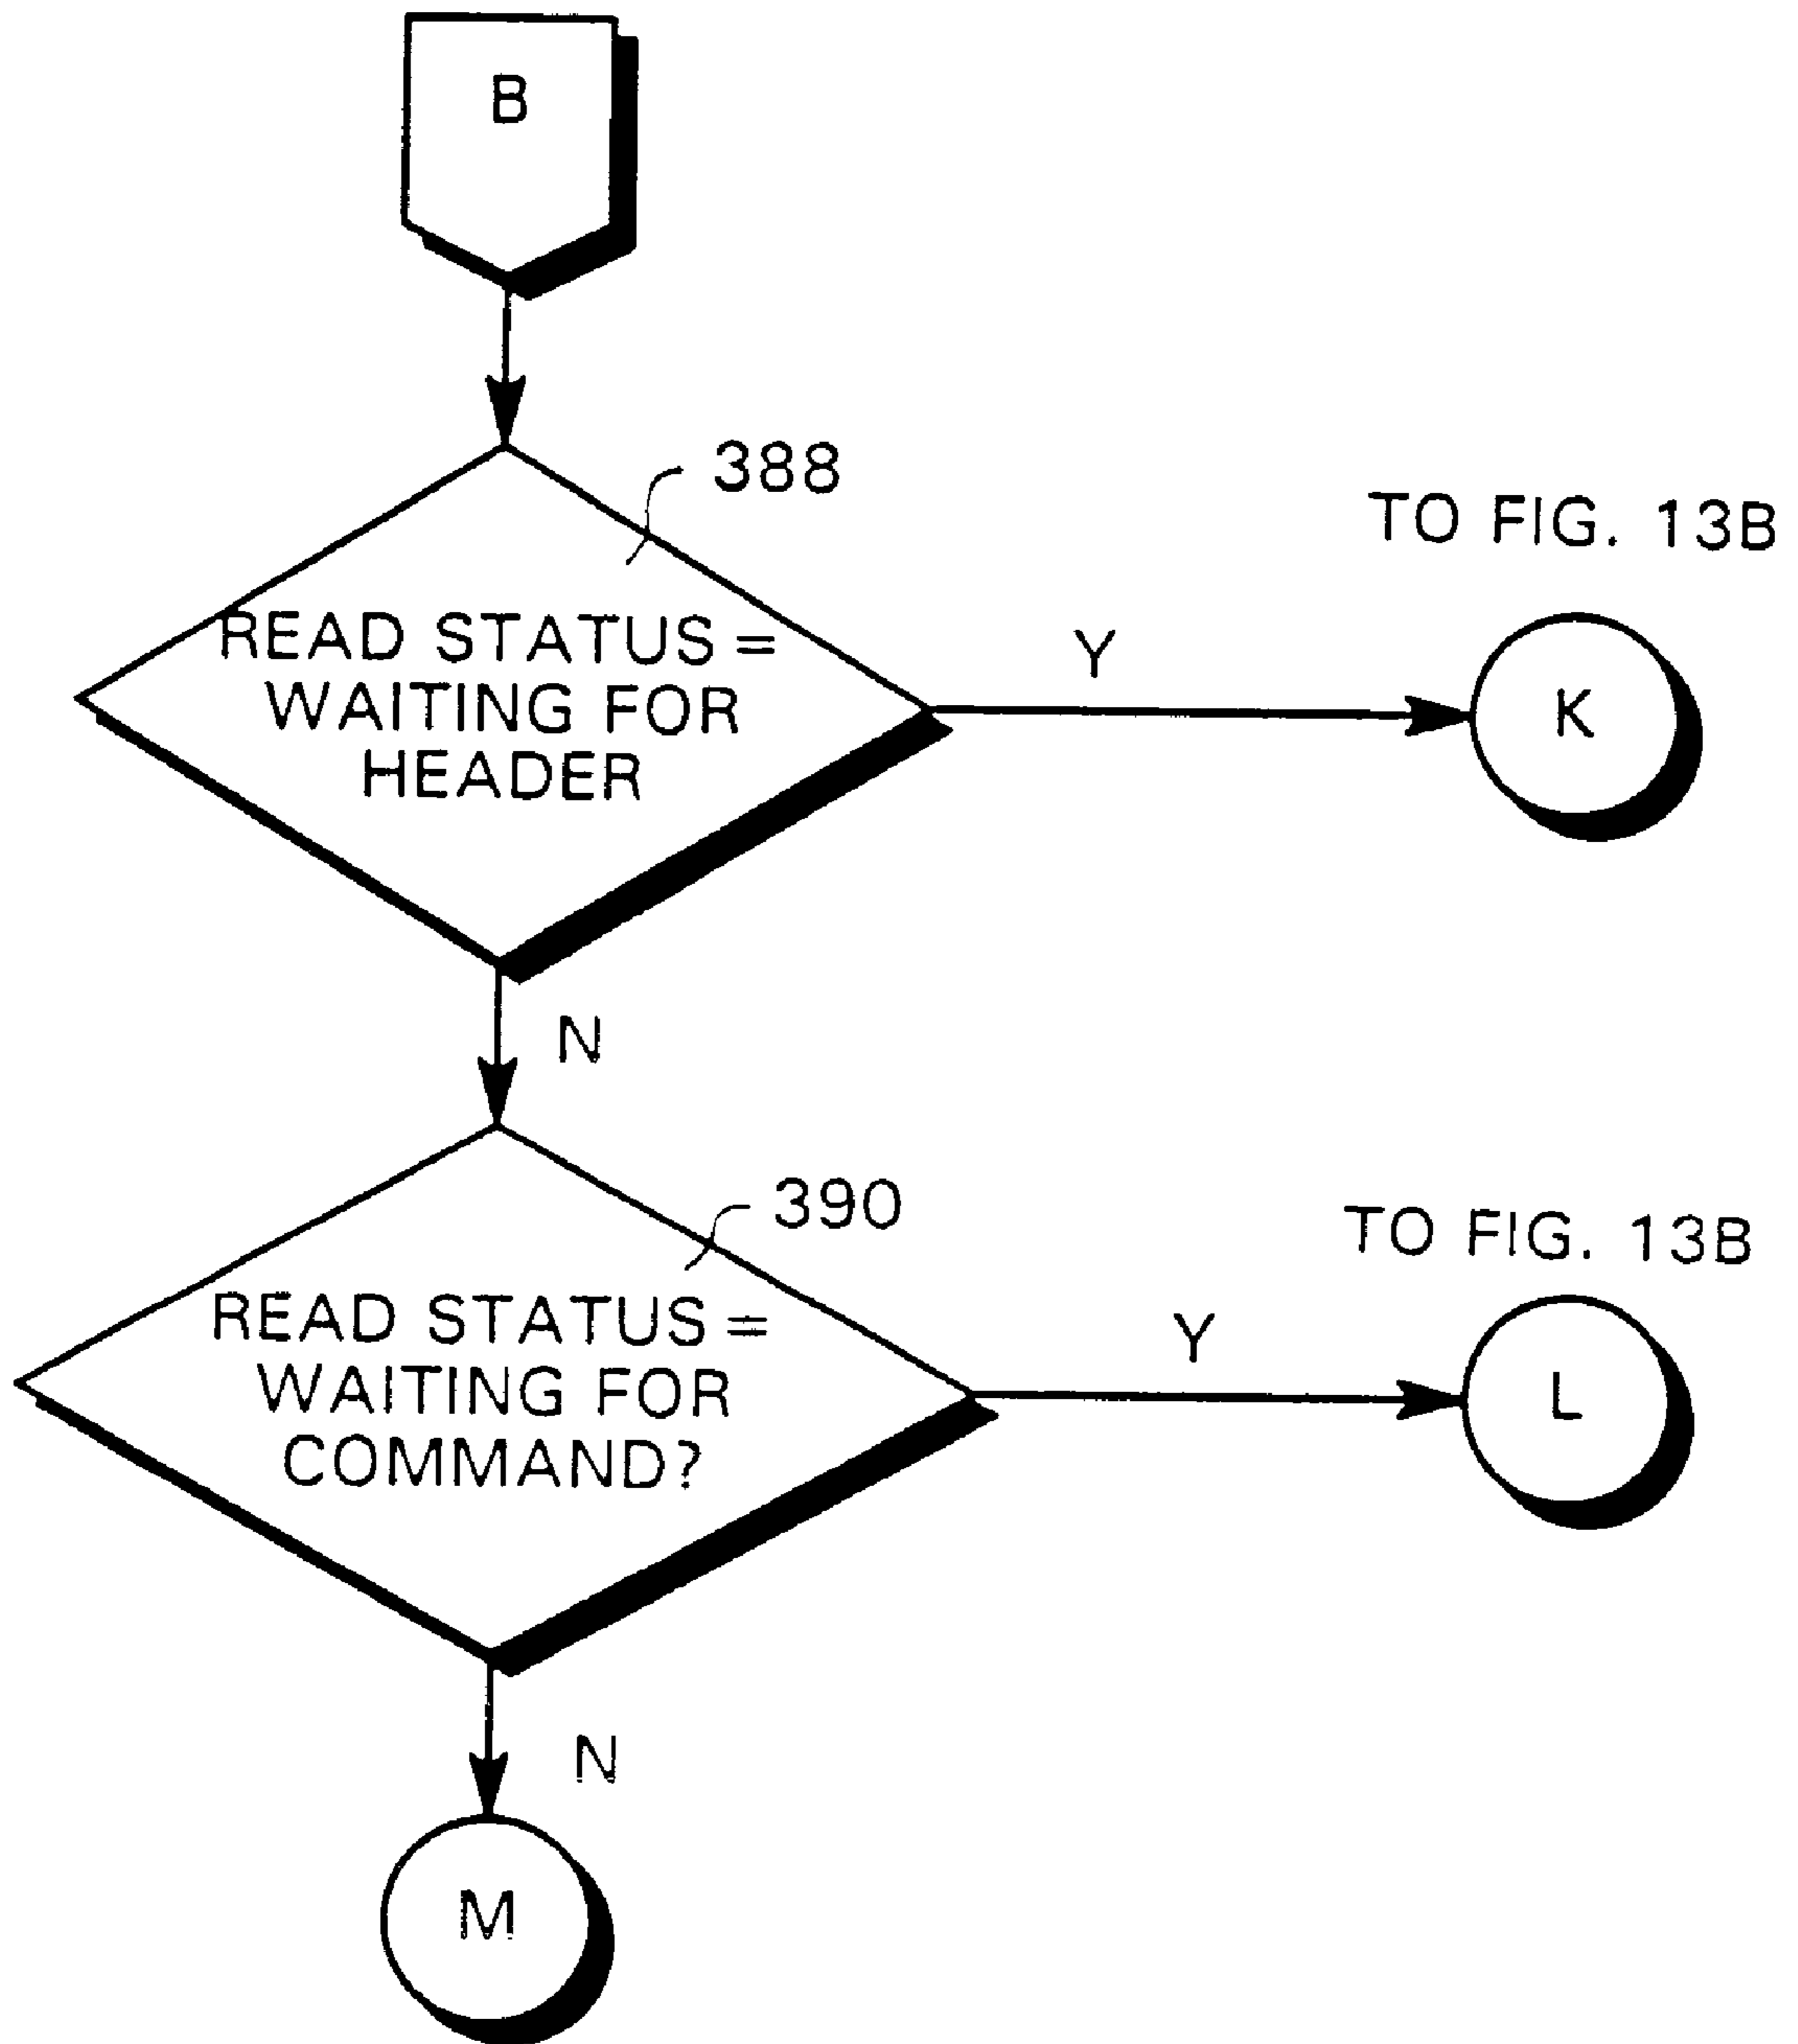 B
388
TO FIG. 13B
READ STATUS =
WAITING FOR
HEADER
Y
K
N
390
TO FIG. 13B
READ STATUS =
WAITING FOR
COMMAND?
Y
L
N
M